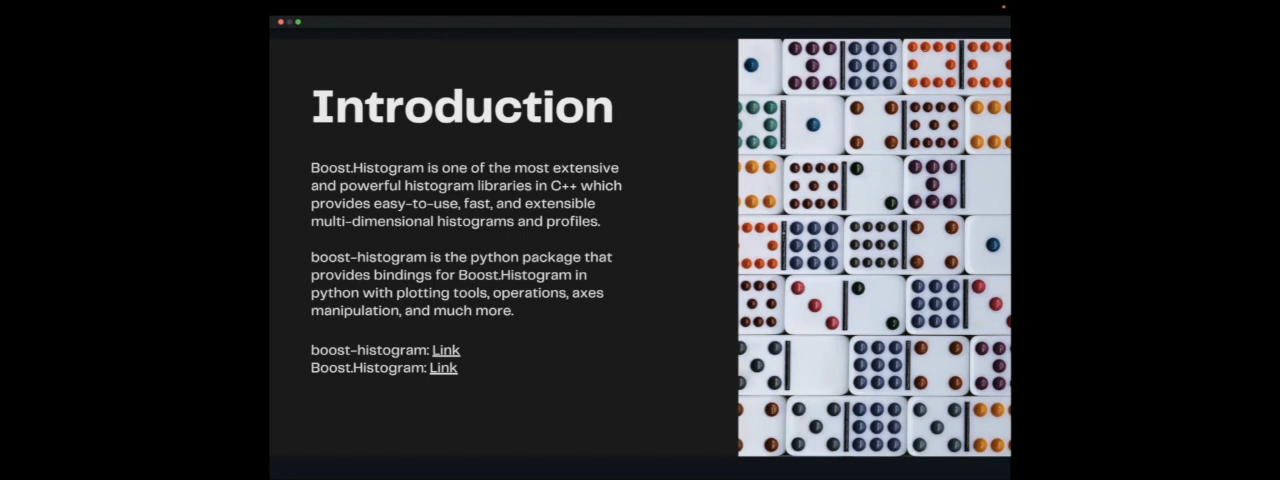 Introduction
Boost.Histogram is one of the most extensive
and powerful histogram libraries in C++ which
provides easy-to-use, fast, and extensible
multi-dimensional histograms and profiles.
boost-histogram is the python package that
provides bindings for Boost.Histogram in
python with plotting tools, operations, axes
manipulation, and much more.
boost-histogram: Link
Boost.Histogram: Link